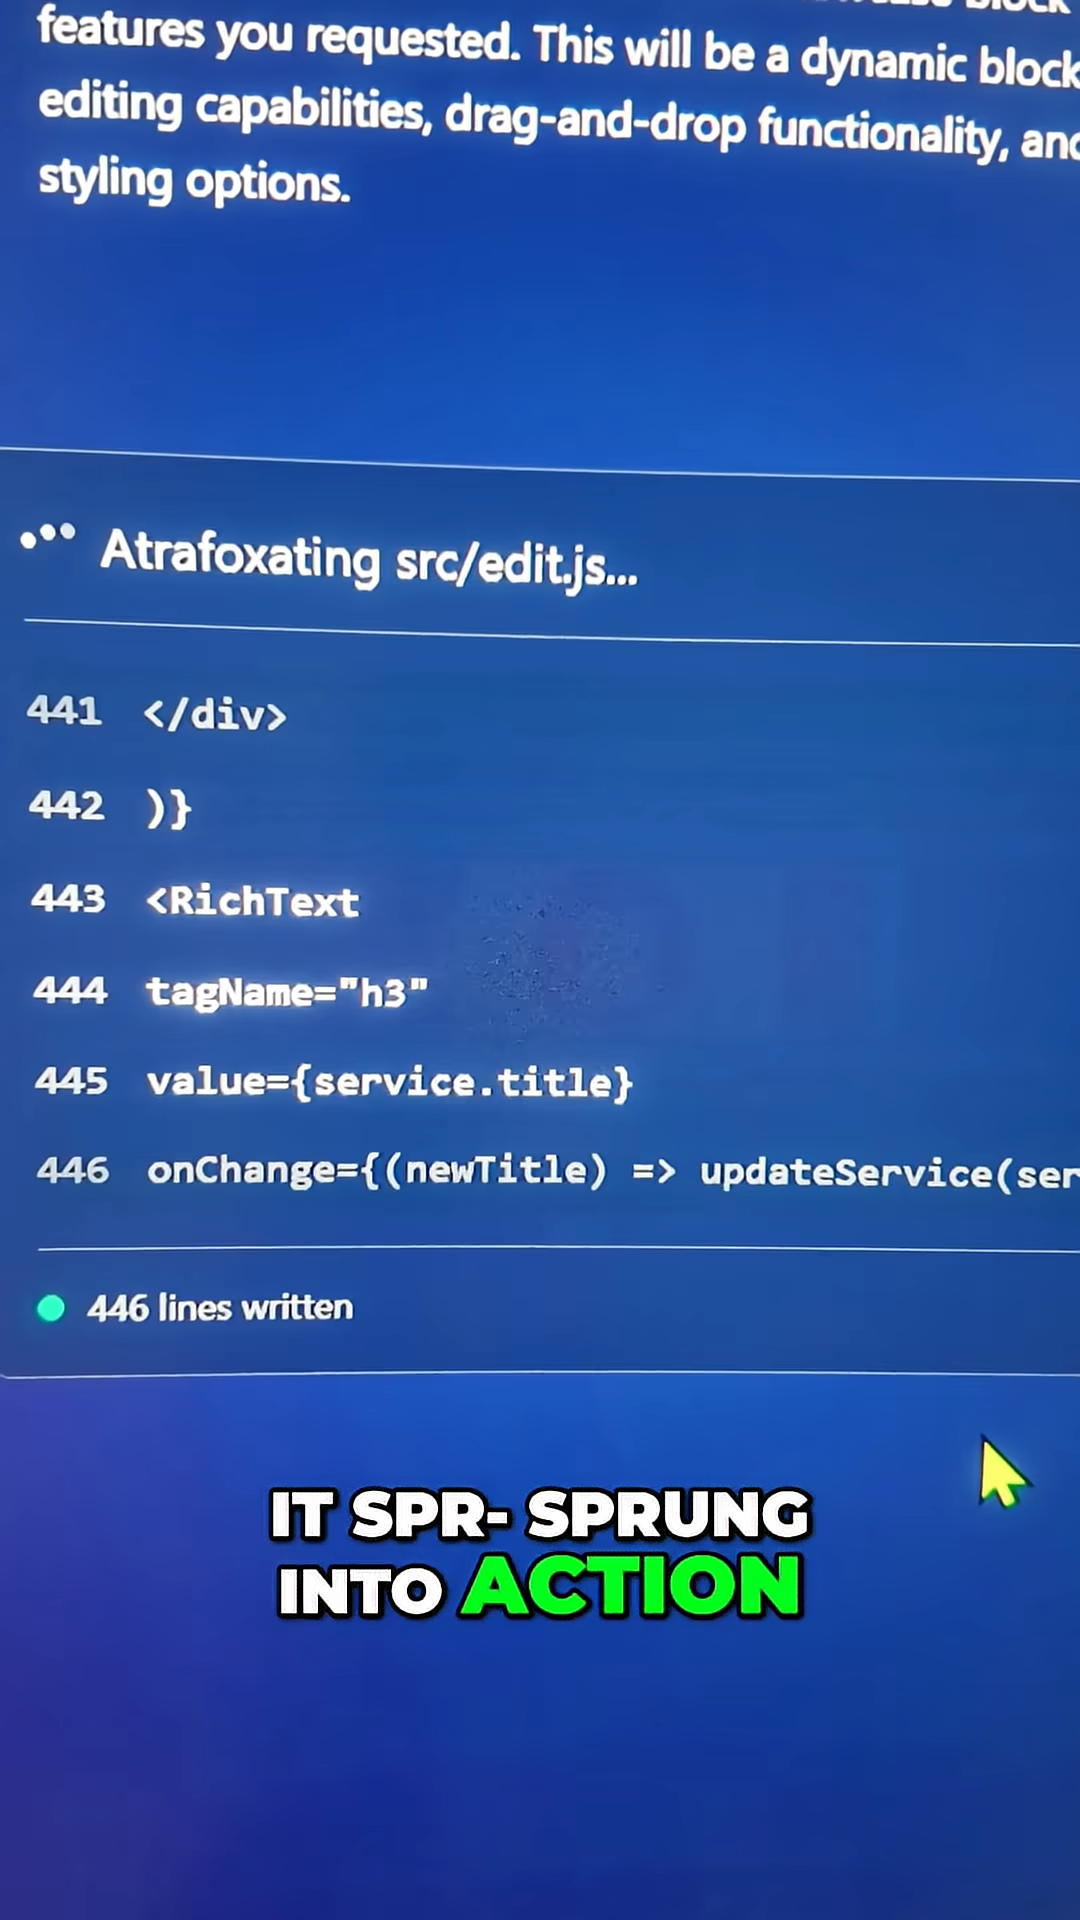 features you requested. This will be a dynamic block
editing capabilities, drag-and-drop functionality, and
styling options.
Atrafoxating src/edit.js...
441 </div>
442 )}
443 <RichText
444 tagName="h3"
445 value={service.title}
446 onChange={(newTitle) => updateService(ser
446 lines written
IT SPR- SPRUNG
INTO ACTION